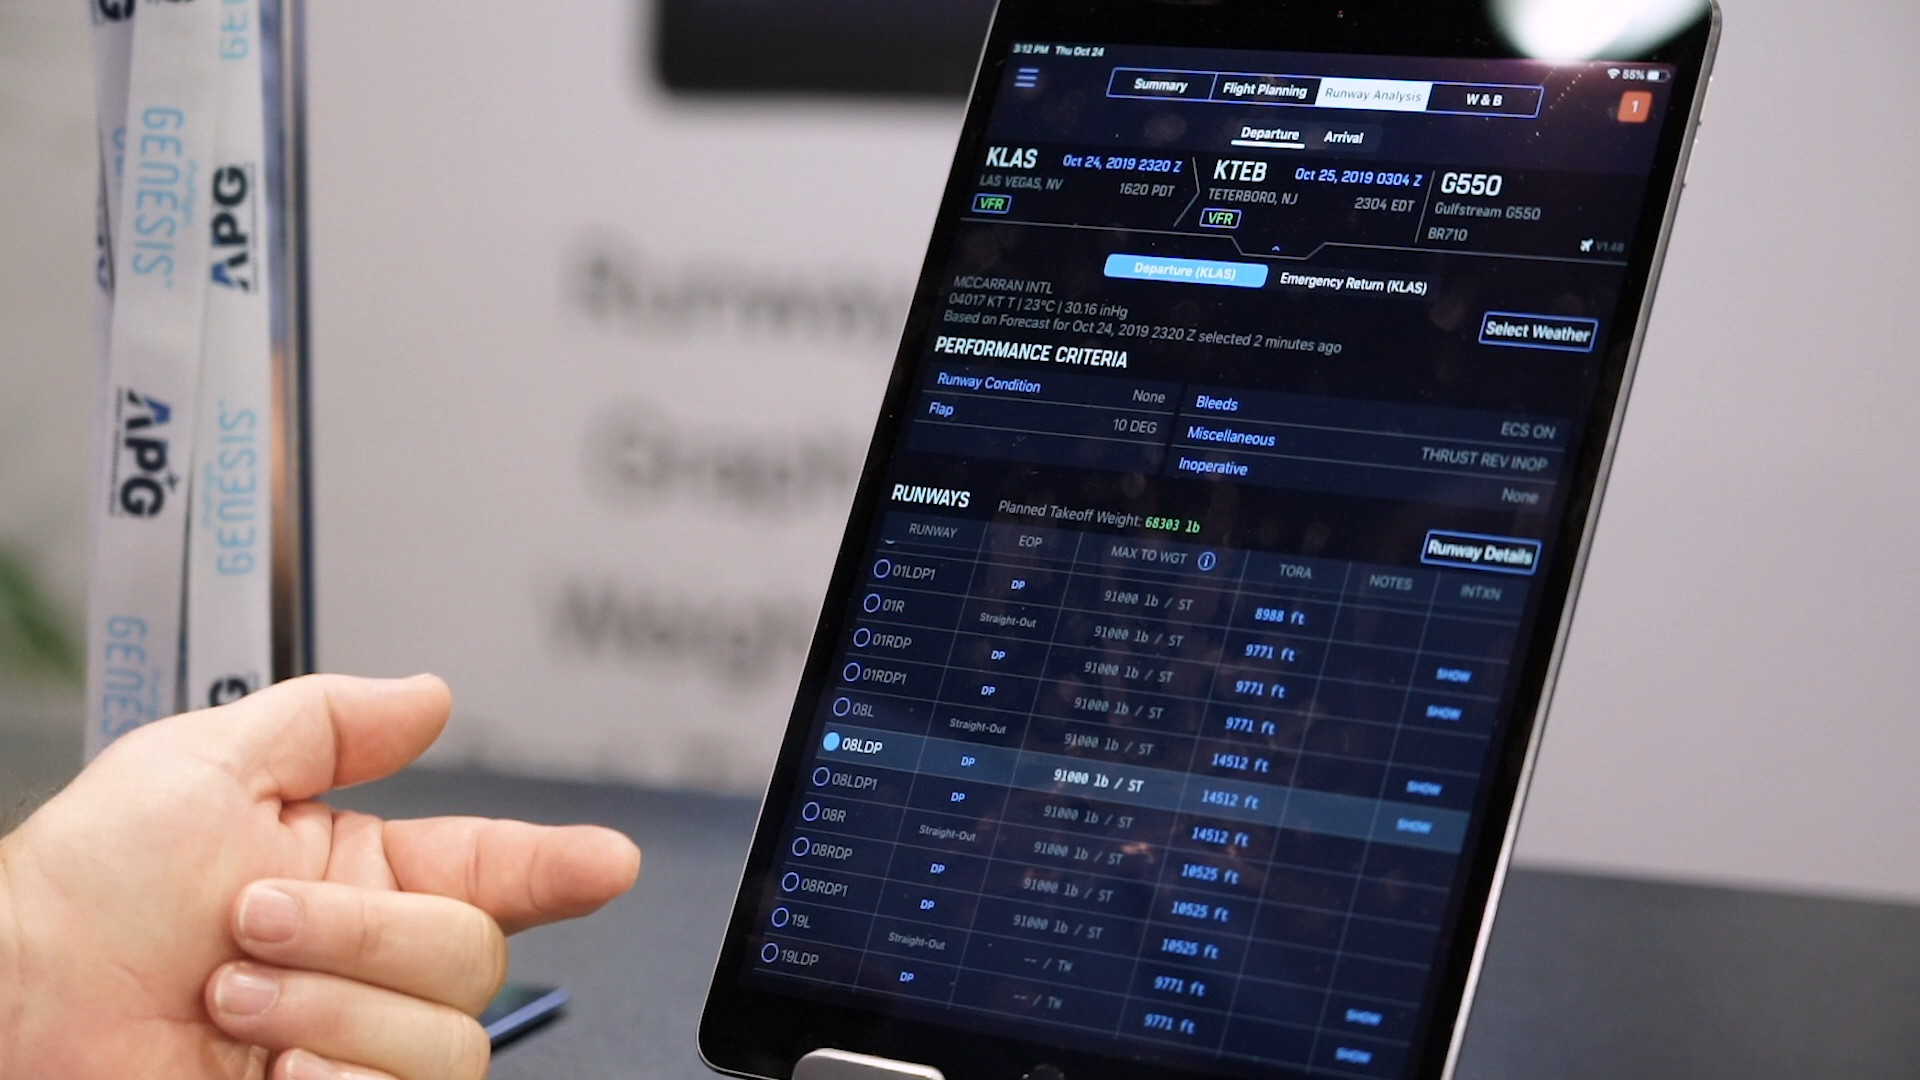 3:12 PM Thu Oct 24
55%
Summary Flight Planning Runway Analysis W & B
1
Departure Arrival
KLAS Oct 24, 2019 2320 Z KTEB Oct 25, 2019 0304 Z G550
LAS VEGAS, NV 1620 PDT TETERBORO, NJ 2304 EDT Gulfstream G550
VFR VFR BR710
V1.48
Departure (KLAS) Emergency Return (KLAS)
MCCARRAN INTL
04017 KT T | 23°C | 30.16 inHg
Based on Forecast for Oct 24, 2019 2320 Z selected 2 minutes ago
Select Weather
PERFORMANCE CRITERIA
Runway Condition None Bleeds ECS ON
Flap 10 DEG Miscellaneous THRUST REV INOP
Inoperative None
RUNWAYS Planned Takeoff Weight: 68303 lb Runway Details
RUNWAY EOP MAX TO WGT i TORA NOTES INTXN
01LDP1 DP 91000 lb / ST 8988 ft
01R Straight-Out 91000 lb / ST 9771 ft SHOW
01RDP DP 91000 lb / ST 9771 ft SHOW
01RDP1 DP 91000 lb / ST 9771 ft
08L Straight-Out 91000 lb / ST 14512 ft SHOW
08LDP DP 91000 lb / ST 14512 ft SHOW
08LDP1 DP 91000 lb / ST 14512 ft
08R Straight-Out 91000 lb / ST 10525 ft
08RDP DP 91000 lb / ST 10525 ft
08RDP1 DP 91000 lb / ST 10525 ft
19L Straight-Out -- / TW 9771 ft SHOW
19LDP DP -- / TW 9771 ft SHOW
GENESIS
APG
APG
GENESIS
GENESIS